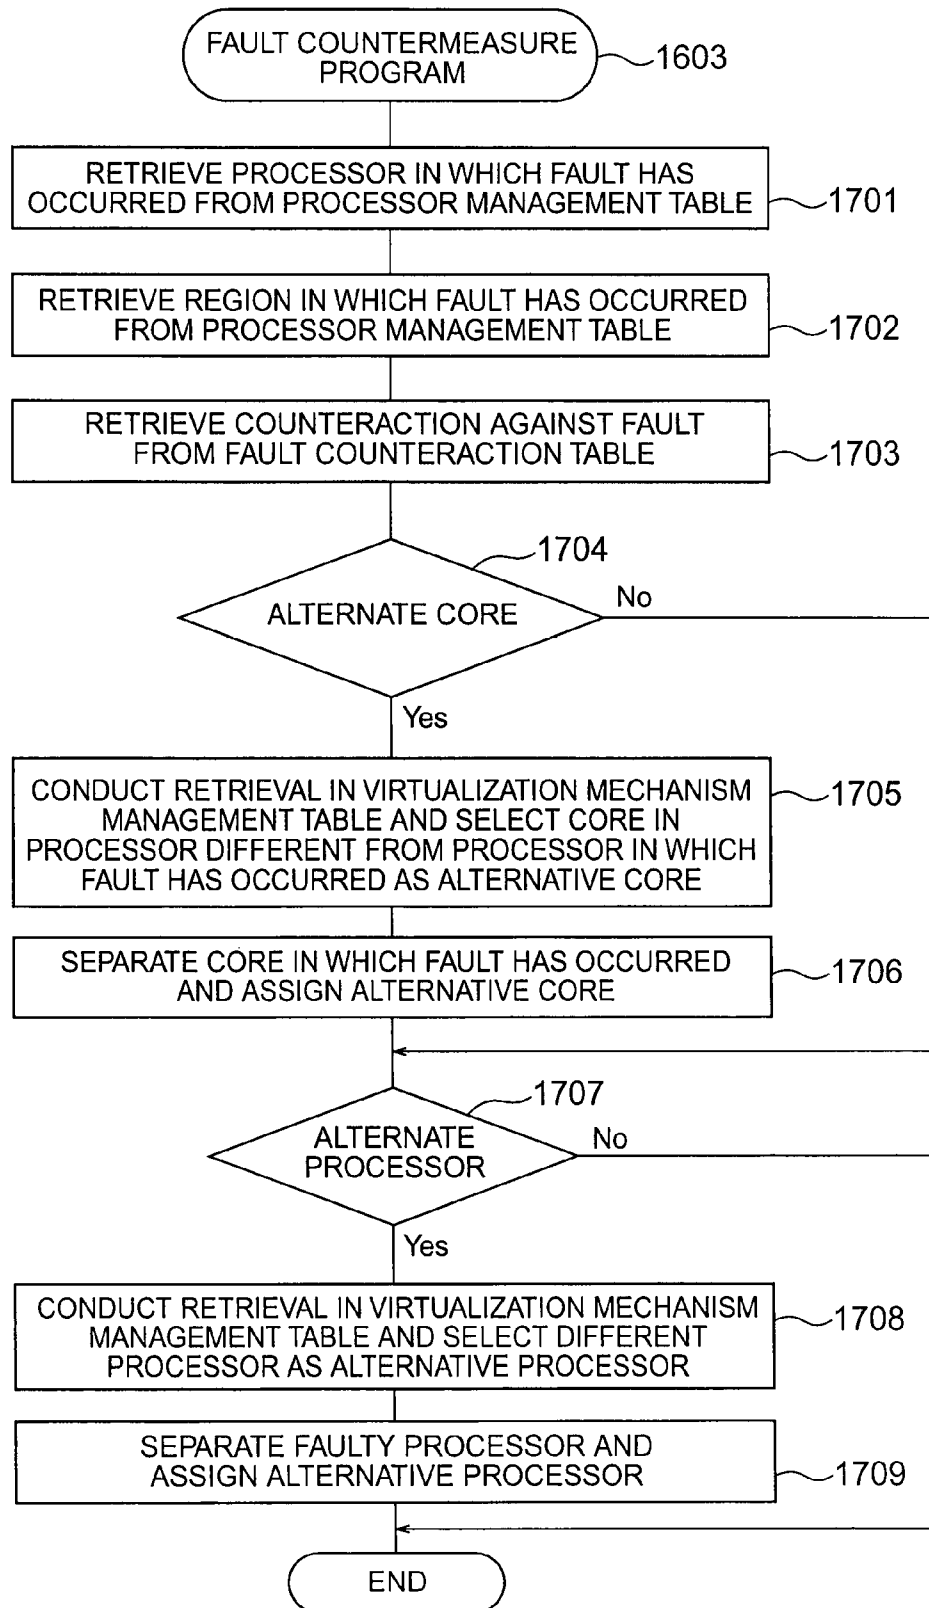 FAULT COUNTERMEASURE
PROGRAM
1603
RETRIEVE PROCESSOR IN WHICH FAULT HAS
OCCURRED FROM PROCESSOR MANAGEMENT TABLE
1701
RETRIEVE REGION IN WHICH FAULT HAS OCCURRED
FROM PROCESSOR MANAGEMENT TABLE
1702
RETRIEVE COUNTERACTION AGAINST FAULT
FROM FAULT COUNTERACTION TABLE
1703
1704
ALTERNATE CORE
No
Yes
CONDUCT RETRIEVAL IN VIRTUALIZATION MECHANISM
MANAGEMENT TABLE AND SELECT CORE IN
PROCESSOR DIFFERENT FROM PROCESSOR IN WHICH
FAULT HAS OCCURRED AS ALTERNATIVE CORE
1705
SEPARATE CORE IN WHICH FAULT HAS OCCURRED
AND ASSIGN ALTERNATIVE CORE
1706
1707
ALTERNATE
PROCESSOR
No
Yes
CONDUCT RETRIEVAL IN VIRTUALIZATION MECHANISM
MANAGEMENT TABLE AND SELECT DIFFERENT
PROCESSOR AS ALTERNATIVE PROCESSOR
1708
SEPARATE FAULTY PROCESSOR AND
ASSIGN ALTERNATIVE PROCESSOR
1709
END